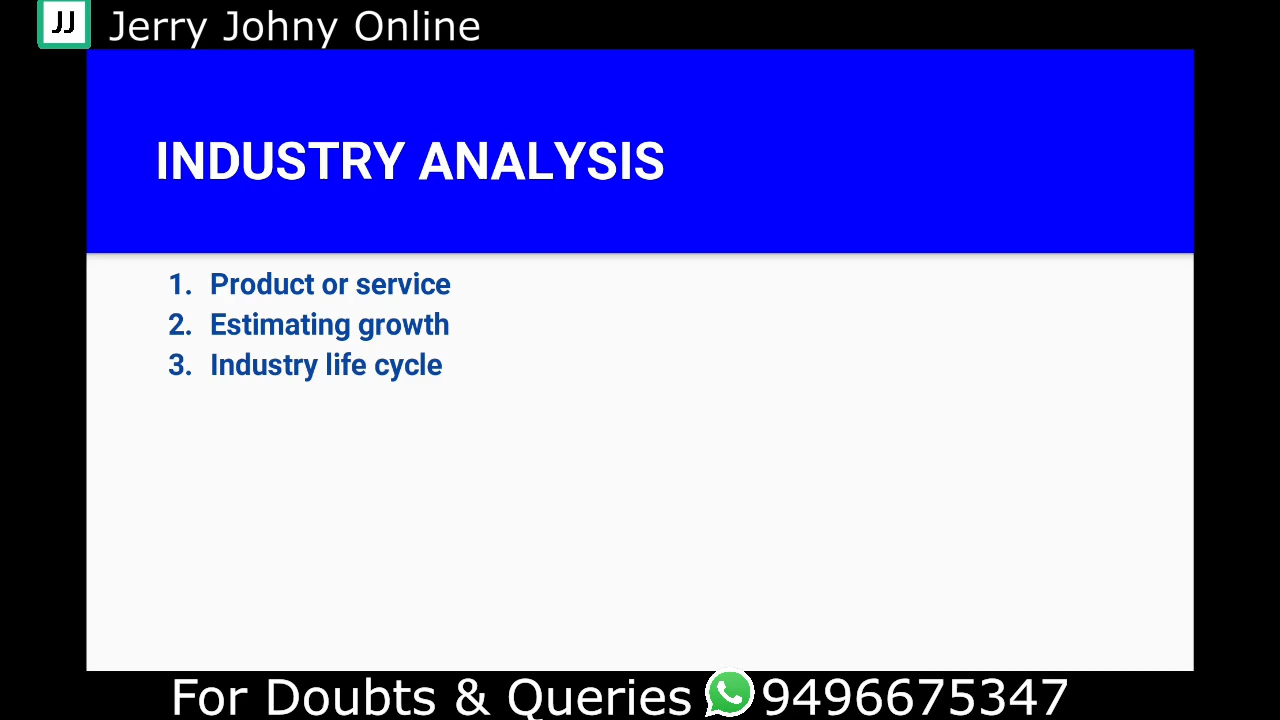 JJ Jerry Johny Online
INDUSTRY ANALYSIS
1. Product or service
2. Estimating growth
3. Industry life cycle
For Doubts & Queries 9496675347